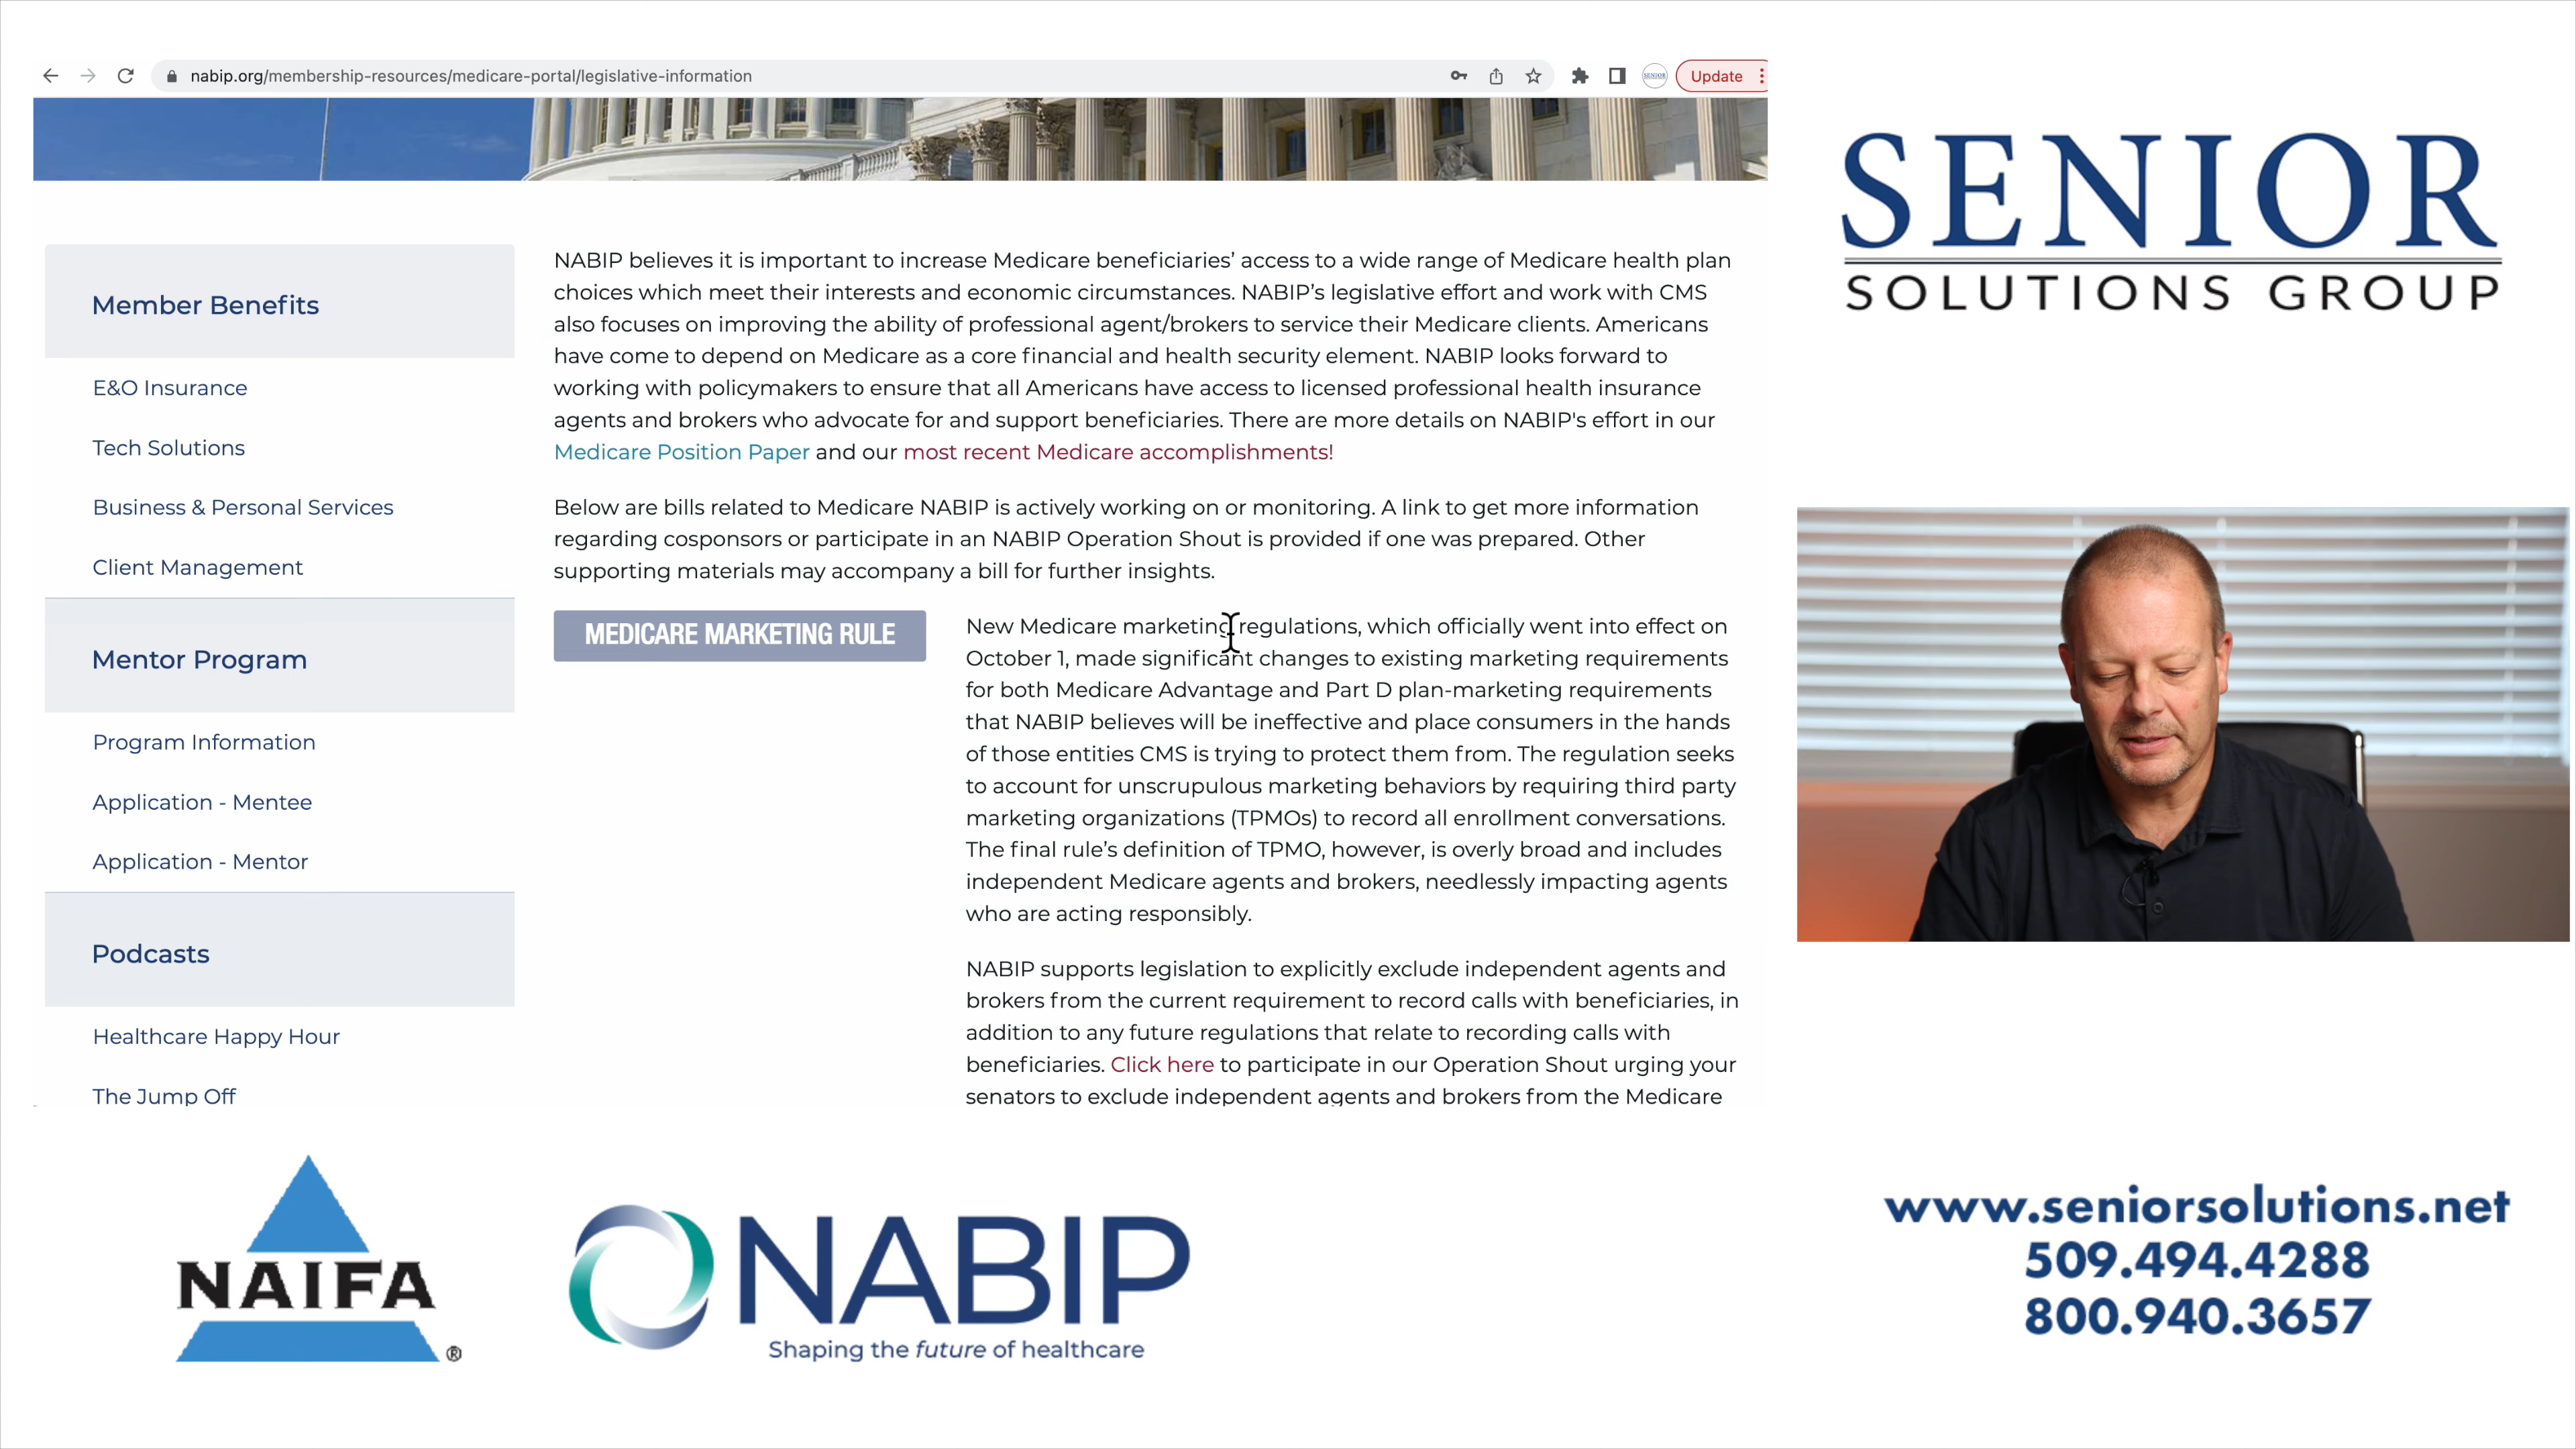 nabip.org/membership-resources/medicare-portal/legislative-information
Update
Member Benefits
E&O Insurance
Tech Solutions
Business & Personal Services
Client Management
Mentor Program
Program Information
Application - Mentee
Application - Mentor
Podcasts
Healthcare Happy Hour
The Jump Off
NABIP believes it is important to increase Medicare beneficiaries’ access to a wide range of Medicare health plan
choices which meet their interests and economic circumstances. NABIP’s legislative effort and work with CMS
also focuses on improving the ability of professional agent/brokers to service their Medicare clients. Americans
have come to depend on Medicare as a core financial and health security element. NABIP looks forward to
working with policymakers to ensure that all Americans have access to licensed professional health insurance
agents and brokers who advocate for and support beneficiaries. There are more details on NABIP's effort in our
Medicare Position Paper and our most recent Medicare accomplishments!
Below are bills related to Medicare NABIP is actively working on or monitoring. A link to get more information
regarding cosponsors or participate in an NABIP Operation Shout is provided if one was prepared. Other
supporting materials may accompany a bill for further insights.
MEDICARE MARKETING RULE
New Medicare marketing regulations, which officially went into effect on
October 1, made significant changes to existing marketing requirements
for both Medicare Advantage and Part D plan-marketing requirements
that NABIP believes will be ineffective and place consumers in the hands
of those entities CMS is trying to protect them from. The regulation seeks
to account for unscrupulous marketing behaviors by requiring third party
marketing organizations (TPMOs) to record all enrollment conversations.
The final rule’s definition of TPMO, however, is overly broad and includes
independent Medicare agents and brokers, needlessly impacting agents
who are acting responsibly.
NABIP supports legislation to explicitly exclude independent agents and
brokers from the current requirement to record calls with beneficiaries, in
addition to any future regulations that relate to recording calls with
beneficiaries. Click here to participate in our Operation Shout urging your
senators to exclude independent agents and brokers from the Medicare
SENIOR
SOLUTIONS GROUP
NAIFA
®
NABIP
Shaping the future of healthcare
www.seniorsolutions.net
509.494.4288
800.940.3657